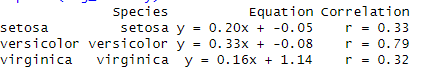 Species Equation Correlation
setosa setosa y = 0.20x + -0.05 r = 0.33
versicolor versicolor y = 0.33x + -0.08 r = 0.79
virginica virginica y = 0.16x + 1.14 r = 0.32